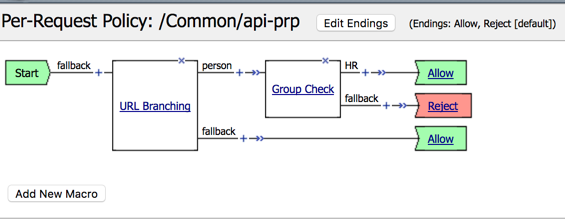 Per-Request Policy: /Common/api-prp Edit Endings (Endings: Allow, Reject [default])
Start fallback + URL Branching × person + Group Check × HR + Allow
fallback + Reject
fallback + Allow
Add New Macro